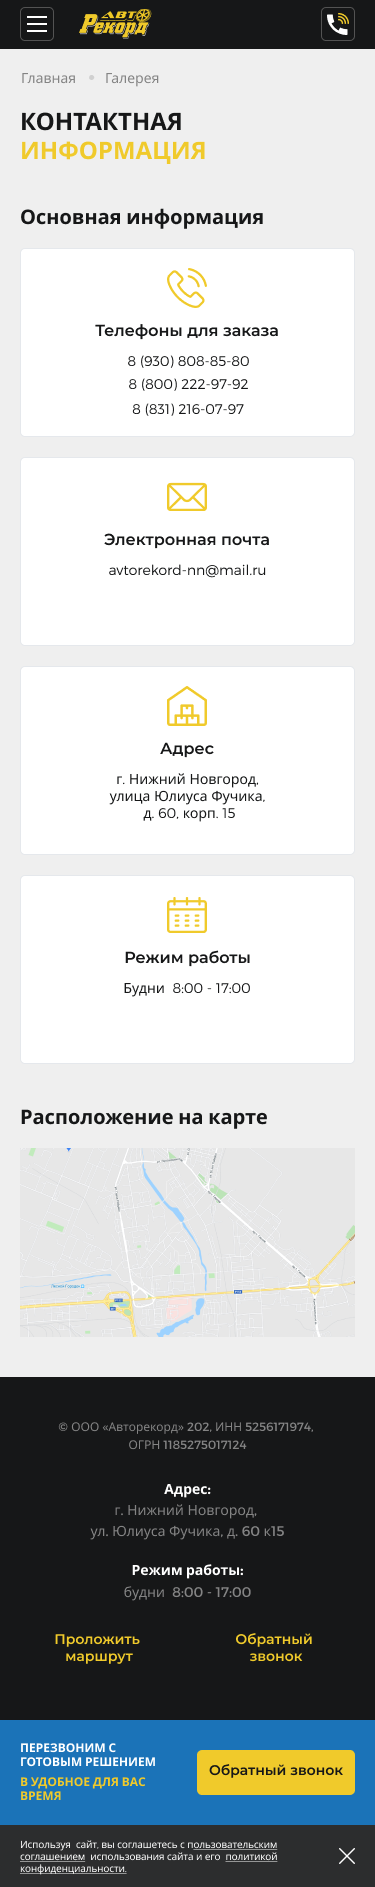 АВТО
Рекорд
Главная • Галерея
КОНТАКТНАЯ
ИНФОРМАЦИЯ
Основная информация
Телефоны для заказа
8 (930) 808-85-80
8 (800) 222-97-92
8 (831) 216-07-97
Электронная почта
avtorekord-nn@mail.ru
Адрес
г. Нижний Новгород,
улица Юлиуса Фучика,
д. 60, корп. 15
Режим работы
Будни 8:00 - 17:00
Расположение на карте
© ООО «Авторекорд» 202, ИНН 5256171974,
ОГРН 1185275017124
Адрес:
г. Нижний Новгород,
ул. Юлиуса Фучика, д. 60 к15
Режим работы:
будни 8:00 - 17:00
Проложить
маршрут
Обратный
звонок
ПЕРЕЗВОНИМ С
ГОТОВЫМ РЕШЕНИЕМ
В УДОБНОЕ ДЛЯ ВАС
ВРЕМЯ
Обратный звонок
Используя сайт, вы соглашетесь с пользовательским
соглашением использования сайта и его политикой
конфиденциальности.